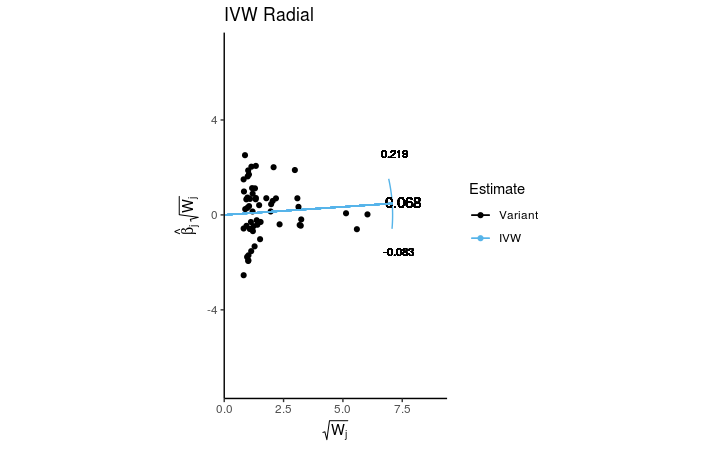 IVW Radial
4
0.219
Estimate
0.068
β̂j√Wj
0
Variant
IVW
-0.083
-4
0.0 2.5 5.0 7.5
√Wj